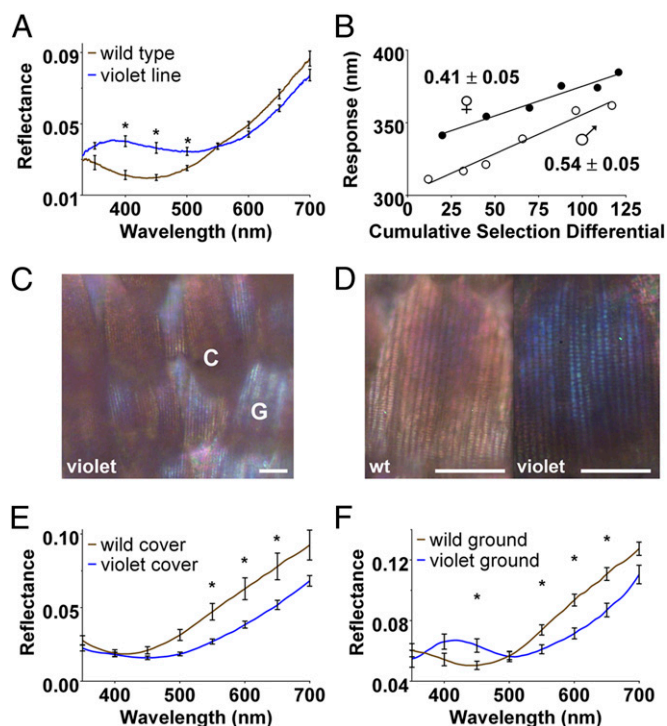 A
wild type
violet line
0.09
0.05
0.01
Reflectance
* * *
400 500 600 700
Wavelength (nm)
B
400
350
300
Response (nm)
0.41 ± 0.05
♀
♂
0.54 ± 0.05
0 25 50 75 100 125
Cumulative Selection Differential
C
C
G
violet
D
wt
violet
E
wild cover
violet cover
0.10
0.05
0.00
Reflectance
* * *
400 500 600 700
Wavelength (nm)
F
wild ground
violet ground
0.12
0.08
0.04
Reflectance
* * * *
400 500 600 700
Wavelength (nm)